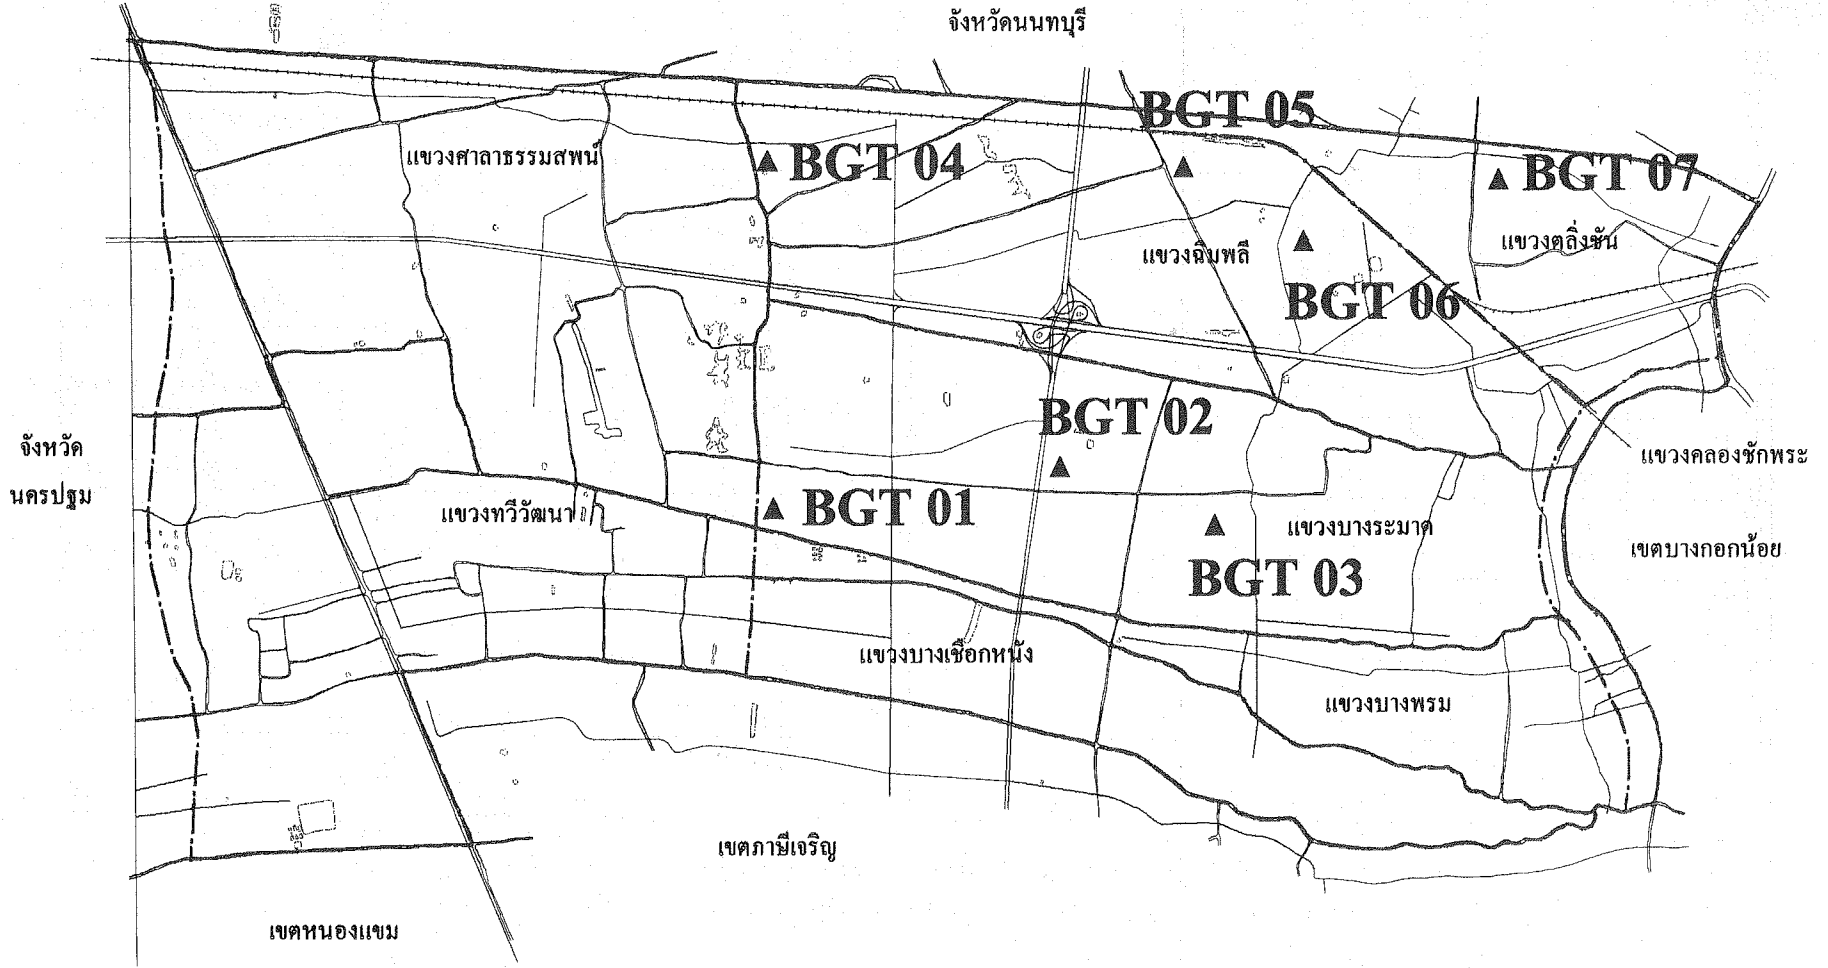 จังหวัดนนทบุรี
BGT 05
แขวงศาลาธรรมสพน์
BGT 04
BGT 07
แขวงฉิมพลี
แขวงตลิ่งชัน
BGT 06
BGT 02
จังหวัด
นครปฐม
แขวงคลองชักพระ
แขวงทวีวัฒนา
BGT 01
แขวงบางระมาด
เขตบางกอกน้อย
BGT 03
แขวงบางเชือกหนัง
แขวงบางพรม
เขตภาษีเจริญ
เขตหนองแขม